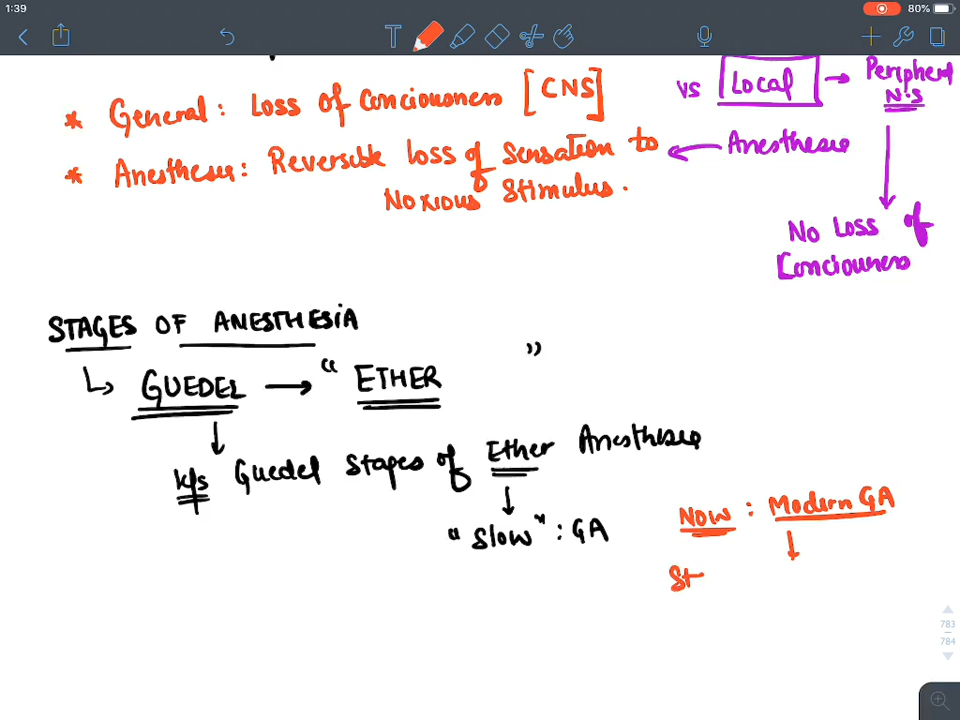 1:39
80%
* General: Loss of Conciousness [CNS]
vs Local → Peripheral
N.S
* Anesthesia: Reversible loss of Sensation to
Noxious Stimulus.
Anesthesia
No Loss of
Conciouness
STAGES OF ANESTHESIA
↳ GUEDEL → " ETHER "
k/s Guedel Stages of Ether Anesthesia
"Slow" : GA
Now : Modern GA
St
783
784